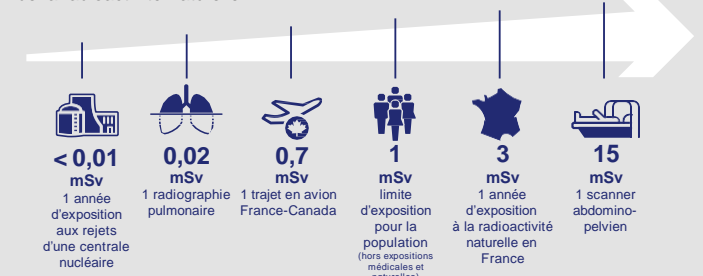 < 0,01
mSv
1 année
d'exposition
aux rejets
d'une centrale
nucléaire
0,02
mSv
1 radiographie
pulmonaire
0,7
mSv
1 trajet en avion
France-Canada
1
mSv
limite
d'exposition
pour la
population
(hors expositions
médicales et
naturelles)
3
mSv
1 année
d'exposition
à la radioactivité
naturelle en
France
15
mSv
1 scanner
abdomino-
pelvien